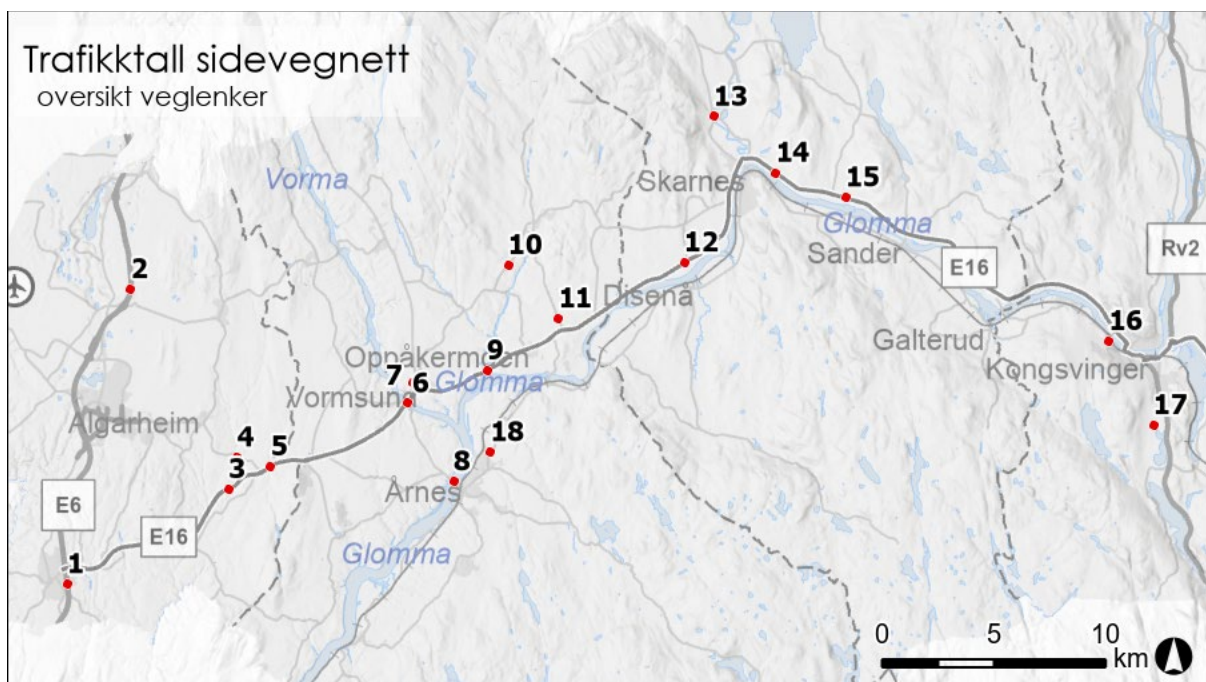 Trafikktall sidevegnett
oversikt veglenker
Vorma
13
14
15
Skarnes
Glomma
10
12
Sander
Rv2
2
E16
11
Disenå
16
Galterud
9
Oppåkermoen
7 6
Glomma
Kongsvinger
Vormsund
Algarheim
17
4 5
18
3
8
Årnes
E6
E16
Glomma
1
0 5 10
km